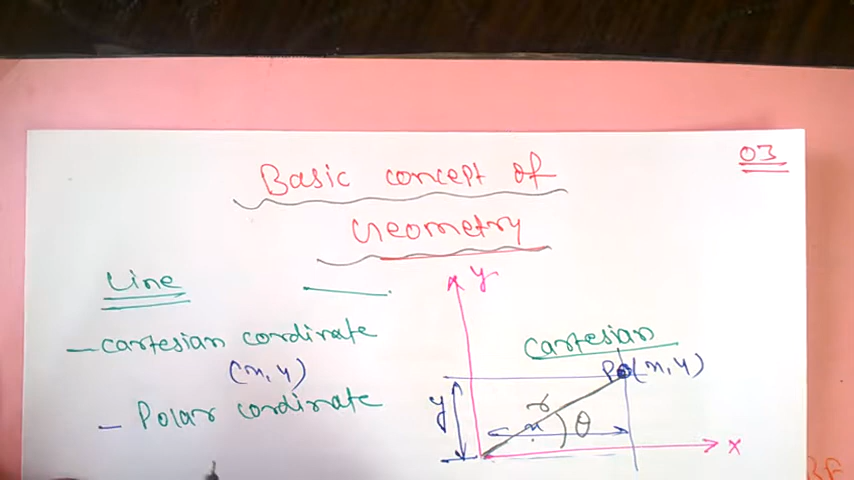 03
Basic concept of
Geometry
Line
- Cartesian cordinate
(x, y)
- Polar cordinate
y
Cartesian
P(x, y)
y
r
x
θ
x